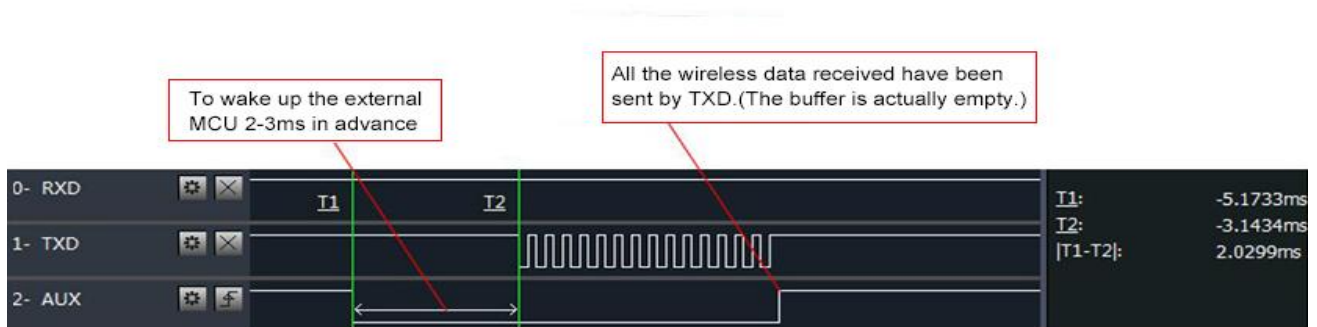 To wake up the external
MCU 2-3ms in advance
All the wireless data received have been
sent by TXD.(The buffer is actually empty.)
0- RXD
T1
T2
1- TXD
2- AUX
T1: -5.1733ms
T2: -3.1434ms
|T1-T2|: 2.0299ms